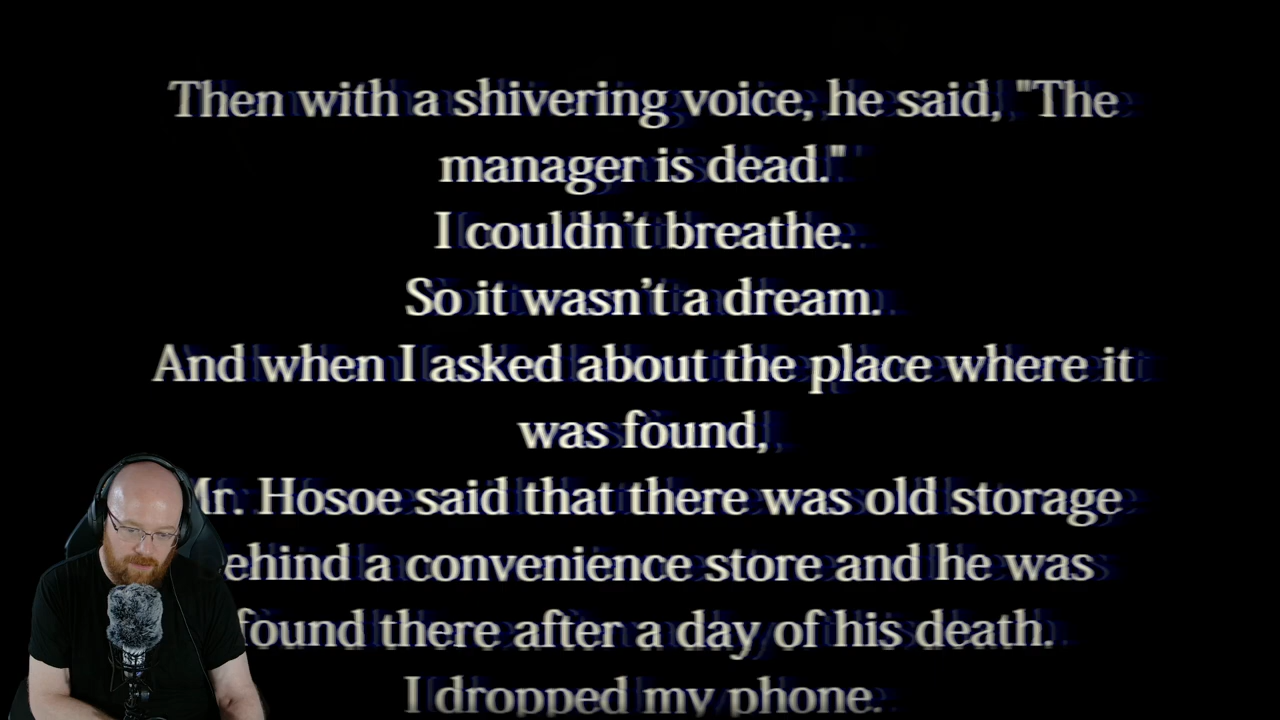 Then with a shivering voice, he said, "The
manager is dead."
I couldn't breathe.
So it wasn't a dream.
And when I asked about the place where it
was found,
Mr. Hosoe said that there was old storage
behind a convenience store and he was
found there after a day of his death.
I dropped my phone.